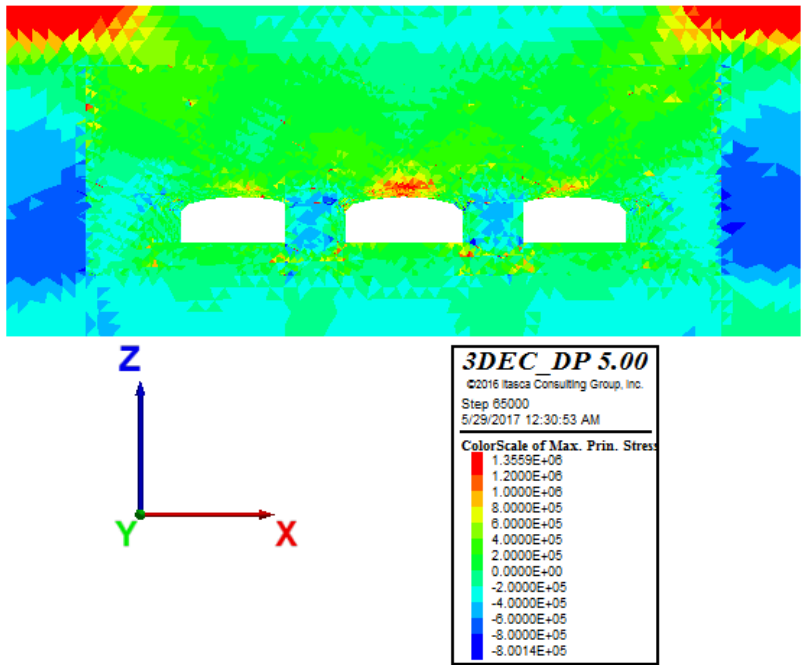 Z
Y
X
3DEC_DP 5.00
©2016 Itasca Consulting Group, Inc.
Step 65000
5/29/2017 12:30:53 AM
ColorScale of Max. Prin. Stress
1.3559E+06
1.2000E+06
1.0000E+06
8.0000E+05
6.0000E+05
4.0000E+05
2.0000E+05
0.0000E+00
-2.0000E+05
-4.0000E+05
-6.0000E+05
-8.0000E+05
-8.0014E+05